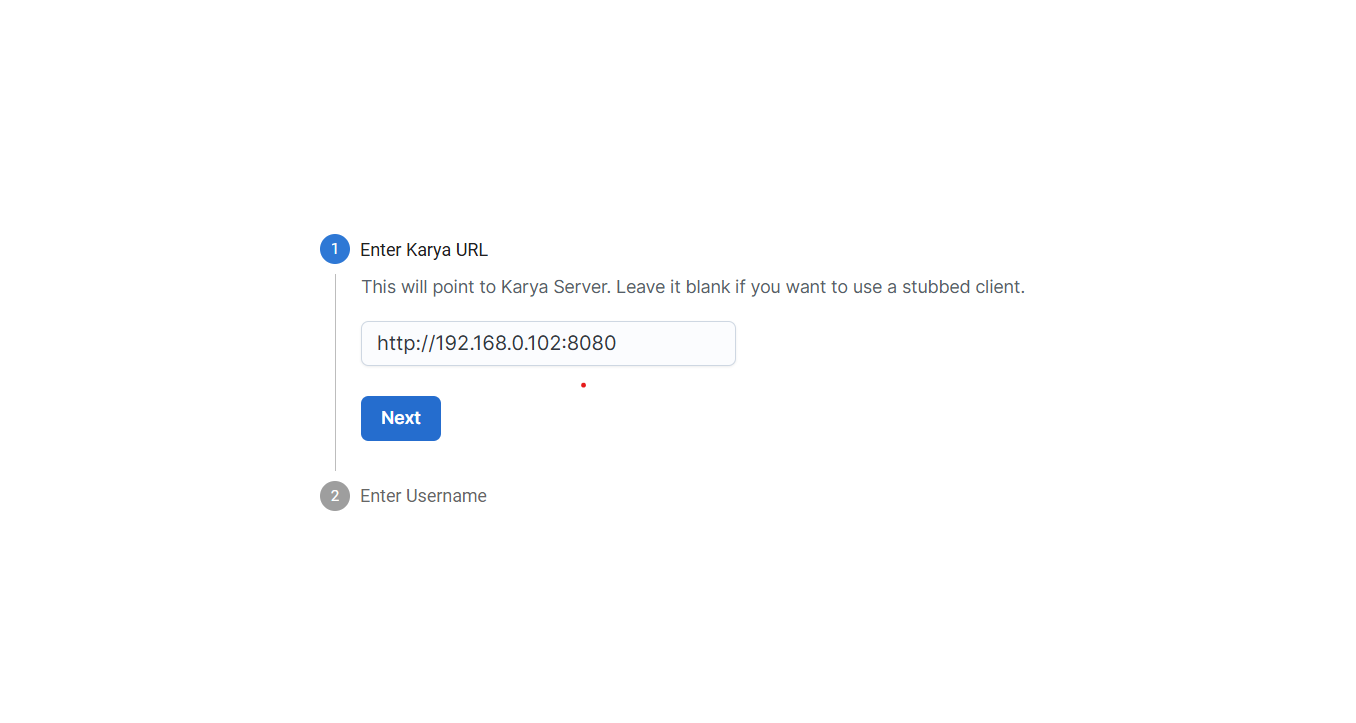 1 Enter Karya URL
This will point to Karya Server. Leave it blank if you want to use a stubbed client.
http://192.168.0.102:8080
Next
2 Enter Username